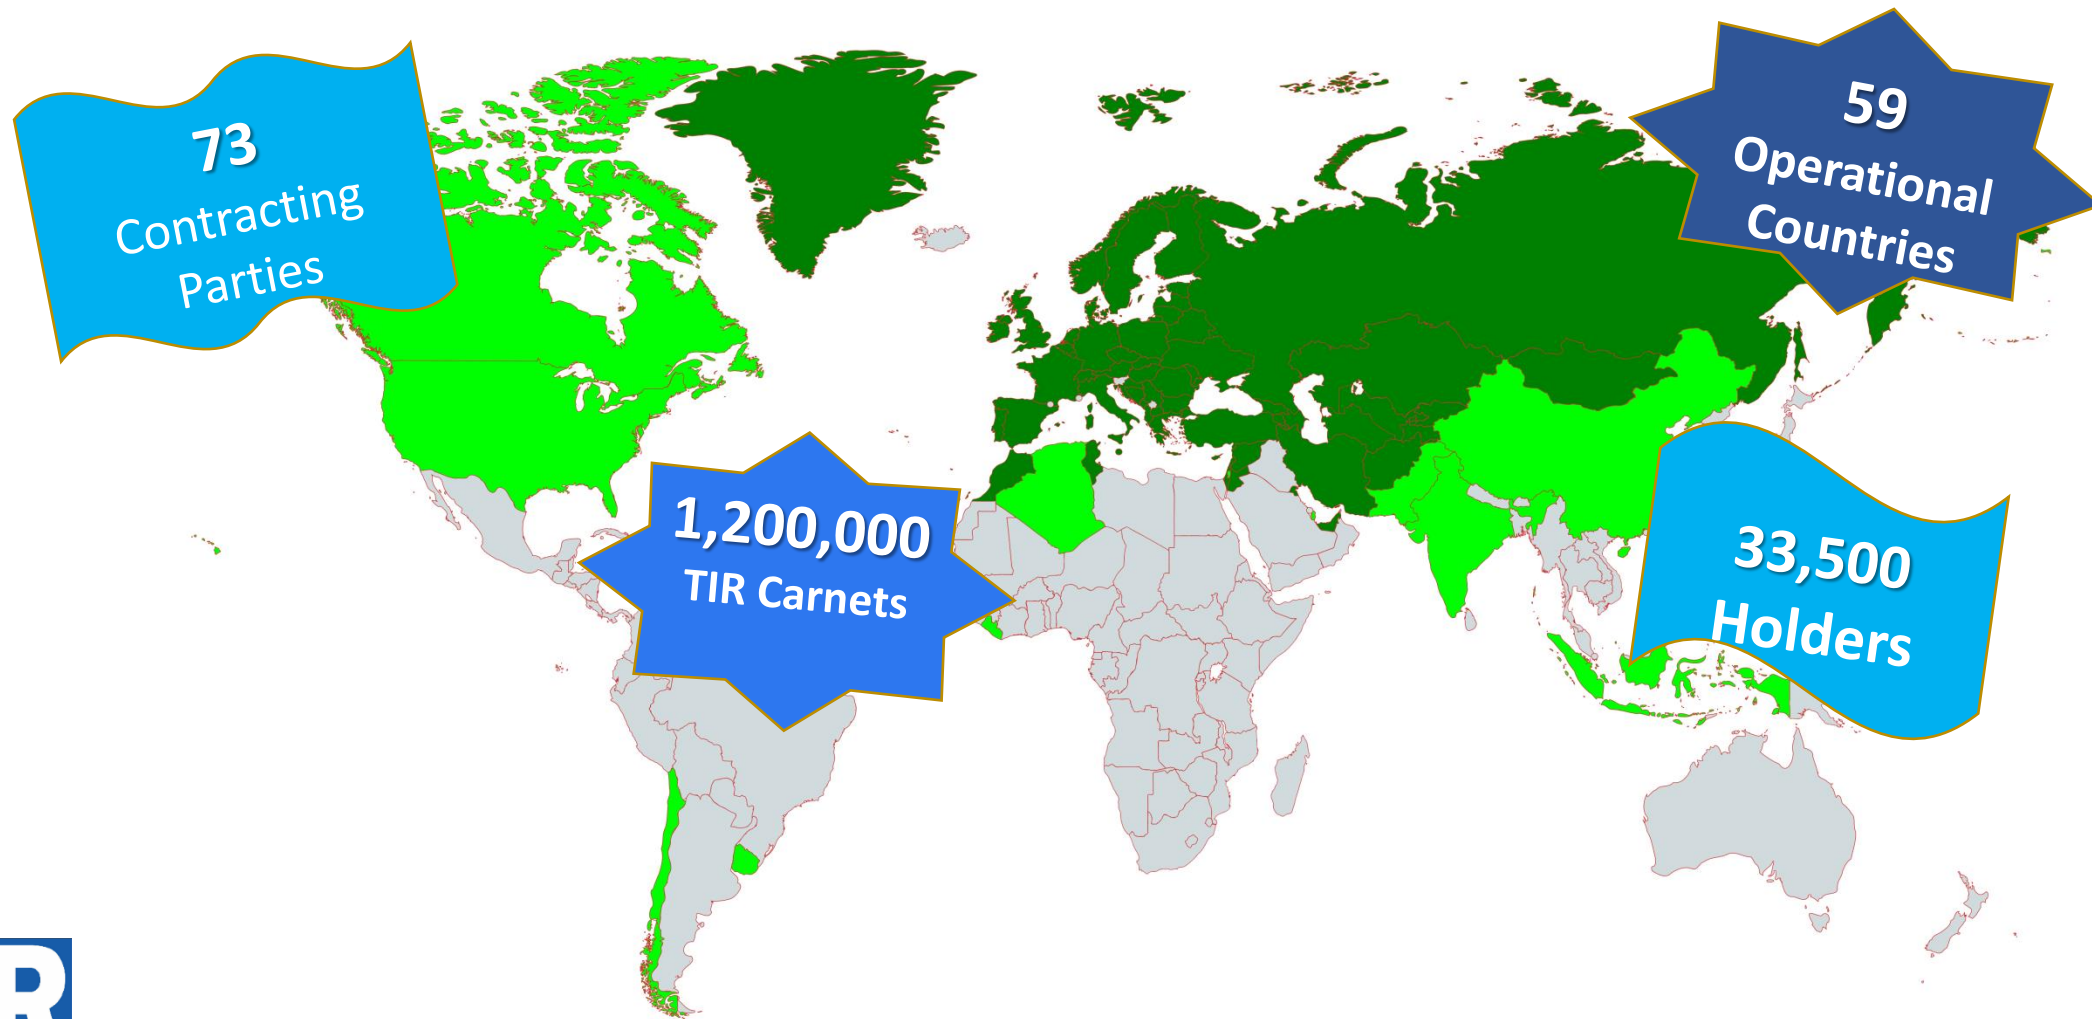 73
Contracting
Parties
59
Operational
Countries
1,200,000
TIR Carnets
33,500
Holders
R